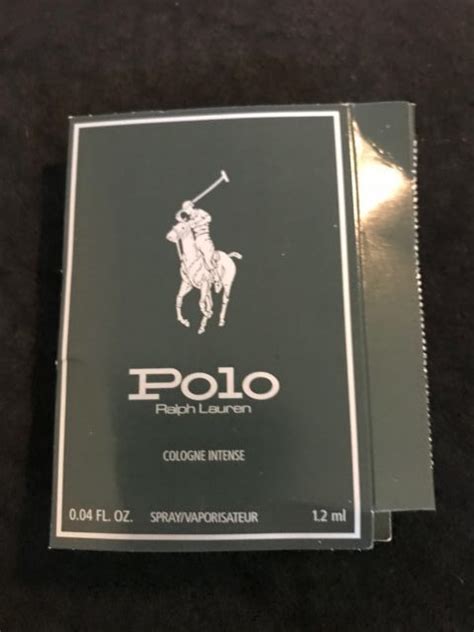 Polo
Ralph Lauren
COLOGNE INTENSE
0.04 FL. OZ. SPRAY/VAPORISATEUR 1.2 ml